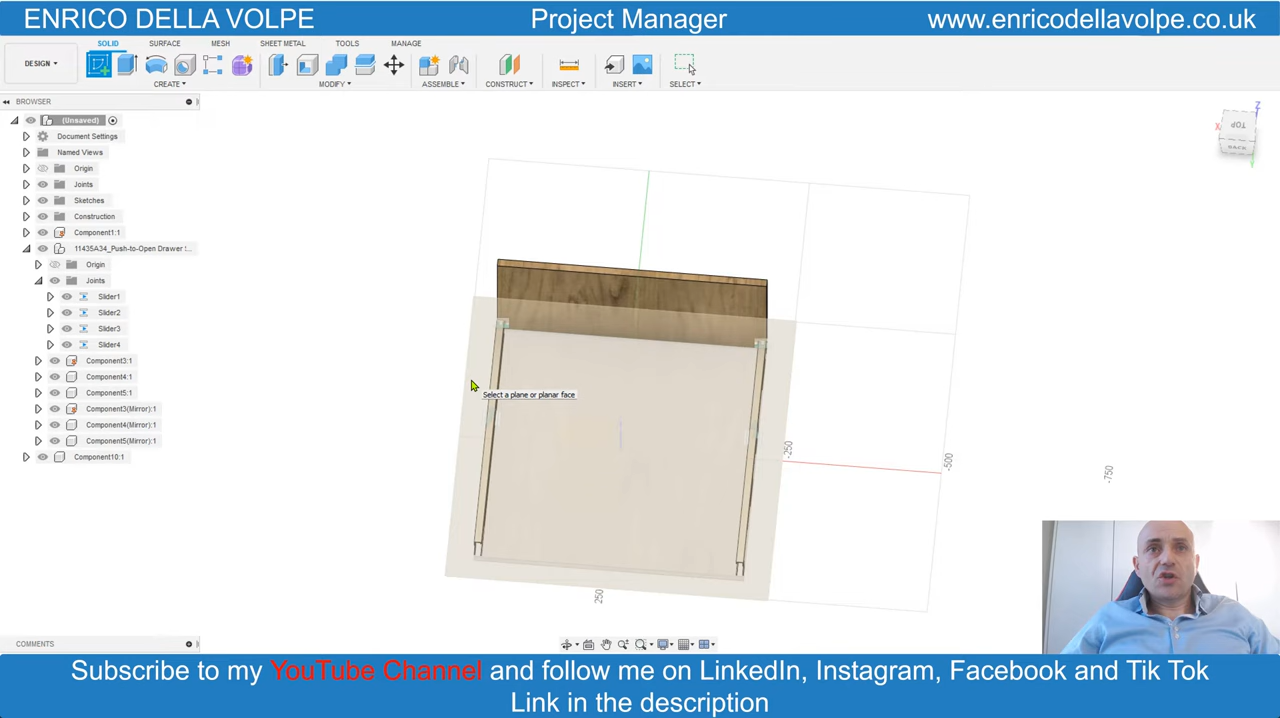 ENRICO DELLA VOLPE Project Manager www.enricodellavolpe.co.uk
SOLID SURFACE MESH SHEET METAL TOOLS MANAGE
DESIGN
CREATE MODIFY ASSEMBLE CONSTRUCT INSPECT INSERT SELECT
BROWSER
(Unsaved)
Document Settings
Named Views
Origin
Joints
Sketches
Construction
Component1:1
11435A34_Push-to-Open Drawer S...
Origin
Joints
Slider1
Slider2
Slider3
Slider4
Component3:1
Component4:1
Component5:1
Component3(Mirror):1
Component4(Mirror):1
Component5(Mirror):1
Component10:1
Z
X
TOP
BACK
Y
Select a plane or planar face
-250
-500
-750
250
COMMENTS
Subscribe to my YouTube Channel and follow me on LinkedIn, Instagram, Facebook and Tik Tok
Link in the description